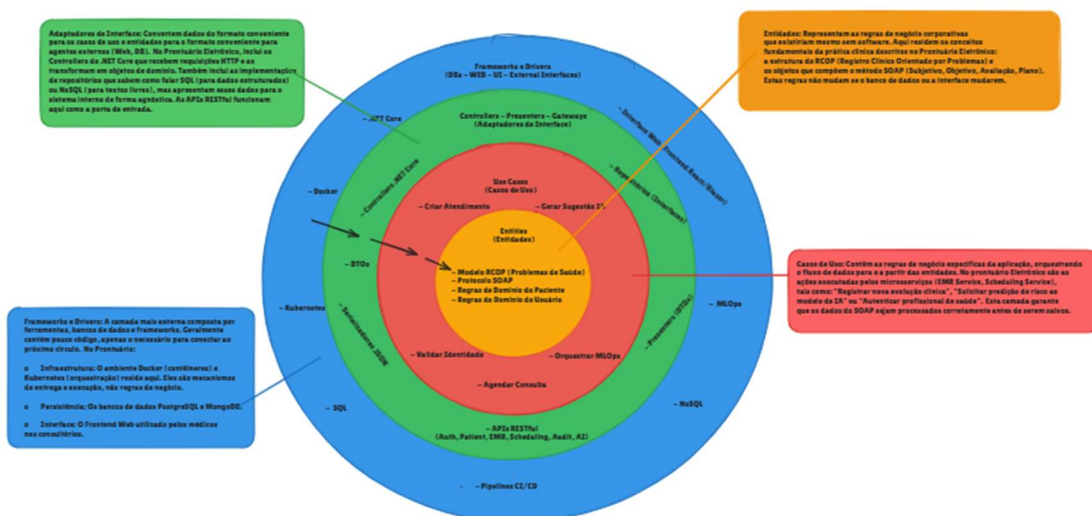 Adaptadores de Interface: Convertem dados do formato conveniente
para os casos de uso e entidades para o formato conveniente para
agentes externos (Web, DB). No Prontuário Eletrônico, inclui os
Controllers do .NET Core que recebem requisições HTTP e as
transformam em objetos de domínio. Também inclui as implementações
de repositórios que sabem como falar SQL (para dados estruturados)
ou NoSQL (para textos livres), mas apresentam esses dados para o
sistema interno de forma agnóstica. As APIs RESTful funcionam
aqui como a porta de entrada.
Entidades: Representam as regras de negócio corporativas
que existiriam mesmo sem software. Aqui residem os conceitos
fundamentais da prática clínica descritos no Prontuário Eletrônico:
a estrutura do RCOP (Registro Clínico Orientado por Problemas) e
os objetos que compõem o método SOAP (Subjetivo, Objetivo, Avaliação, Plano).
Estas regras não mudam se o banco de dados ou a interface mudarem.
Frameworks e Drivers
(DBs - WEB - UI - External Interfaces)
- .NET Core
Controllers - Presenters - Gateways
(Adaptadores de Interface)
- Interface Web Frontend React/Blazor)
- Controllers .NET Core
- Repositórios (Interfaces)
Use Cases
(Casos de Uso)
- Docker
- Criar Atendimento
- Gerar Sugestão IA
Entities
(Entidades)
- DTOs
- Modelo RCOP (Problemas de Saúde)
- Protocolo SOAP
- Regras de Domínio do Paciente
- Regras do Domínio do Usuário
Casos de Uso: Contêm as regras de negócio específicas da aplicação, orquestrando
o fluxo de dados para e a partir das entidades. No prontuário Eletrônico são as
ações executadas pelos microserviços (EMR Service, Scheduling Service),
tais como: "Registrar nova evolução clínica", "Solicitar predição de risco ao
modelo de IA" ou "Autenticar profissional de saúde". Esta camada garante
que os dados do SOAP sejam processados corretamente antes de serem salvos.
- Kubernetes
- Serializadores JSON
- Presenters (DTOs)
- MLOps
Frameworks e Drivers: A camada mais externa composta por
ferramentas, bancos de dados e frameworks. Geralmente
contém pouco código, apenas o necessário para conectar ao
próximo círculo. No Prontuário:
o Infraestrutura: O ambiente Docker (contêineres) e
Kubernetes (orquestração) reside aqui. Eles são mecanismos
de entrega e execução, não regras de negócio.
o Persistência: Os bancos de dados PostgreSQL e MongoDB.
o Interface: O Frontend Web utilizado pelos médicos
nos consultórios.
- Validar Identidade
- Orquestrar MLOps
- Agendar Consulta
- SQL
- NoSQL
- APIs RESTful
(Auth, Patient, EMR, Scheduling, Audit, AI)
- - Pipelines CI/CD